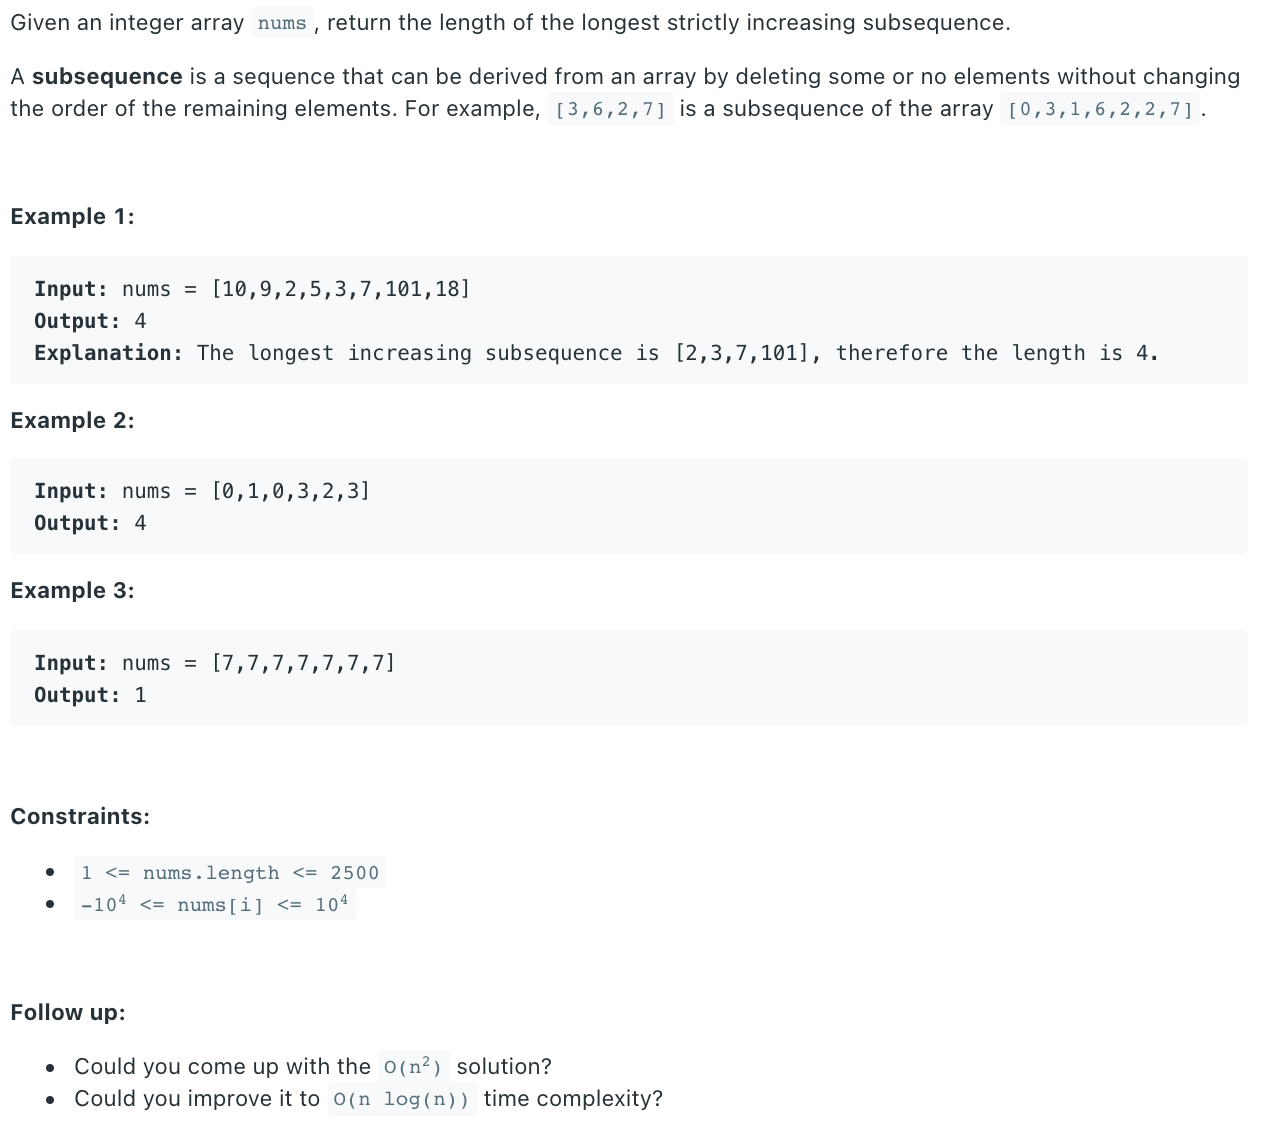 Given an integer array nums , return the length of the longest strictly increasing subsequence.
A subsequence is a sequence that can be derived from an array by deleting some or no elements without changing
the order of the remaining elements. For example, [3,6,2,7] is a subsequence of the array [0,3,1,6,2,2,7] .
Example 1:
Input: nums = [10,9,2,5,3,7,101,18]
Output: 4
Explanation: The longest increasing subsequence is [2,3,7,101], therefore the length is 4.
Example 2:
Input: nums = [0,1,0,3,2,3]
Output: 4
Example 3:
Input: nums = [7,7,7,7,7,7,7]
Output: 1
Constraints:
• 1 <= nums.length <= 2500
• -10⁴ <= nums[i] <= 10⁴
Follow up:
• Could you come up with the O(n²) solution?
• Could you improve it to O(n log(n)) time complexity?